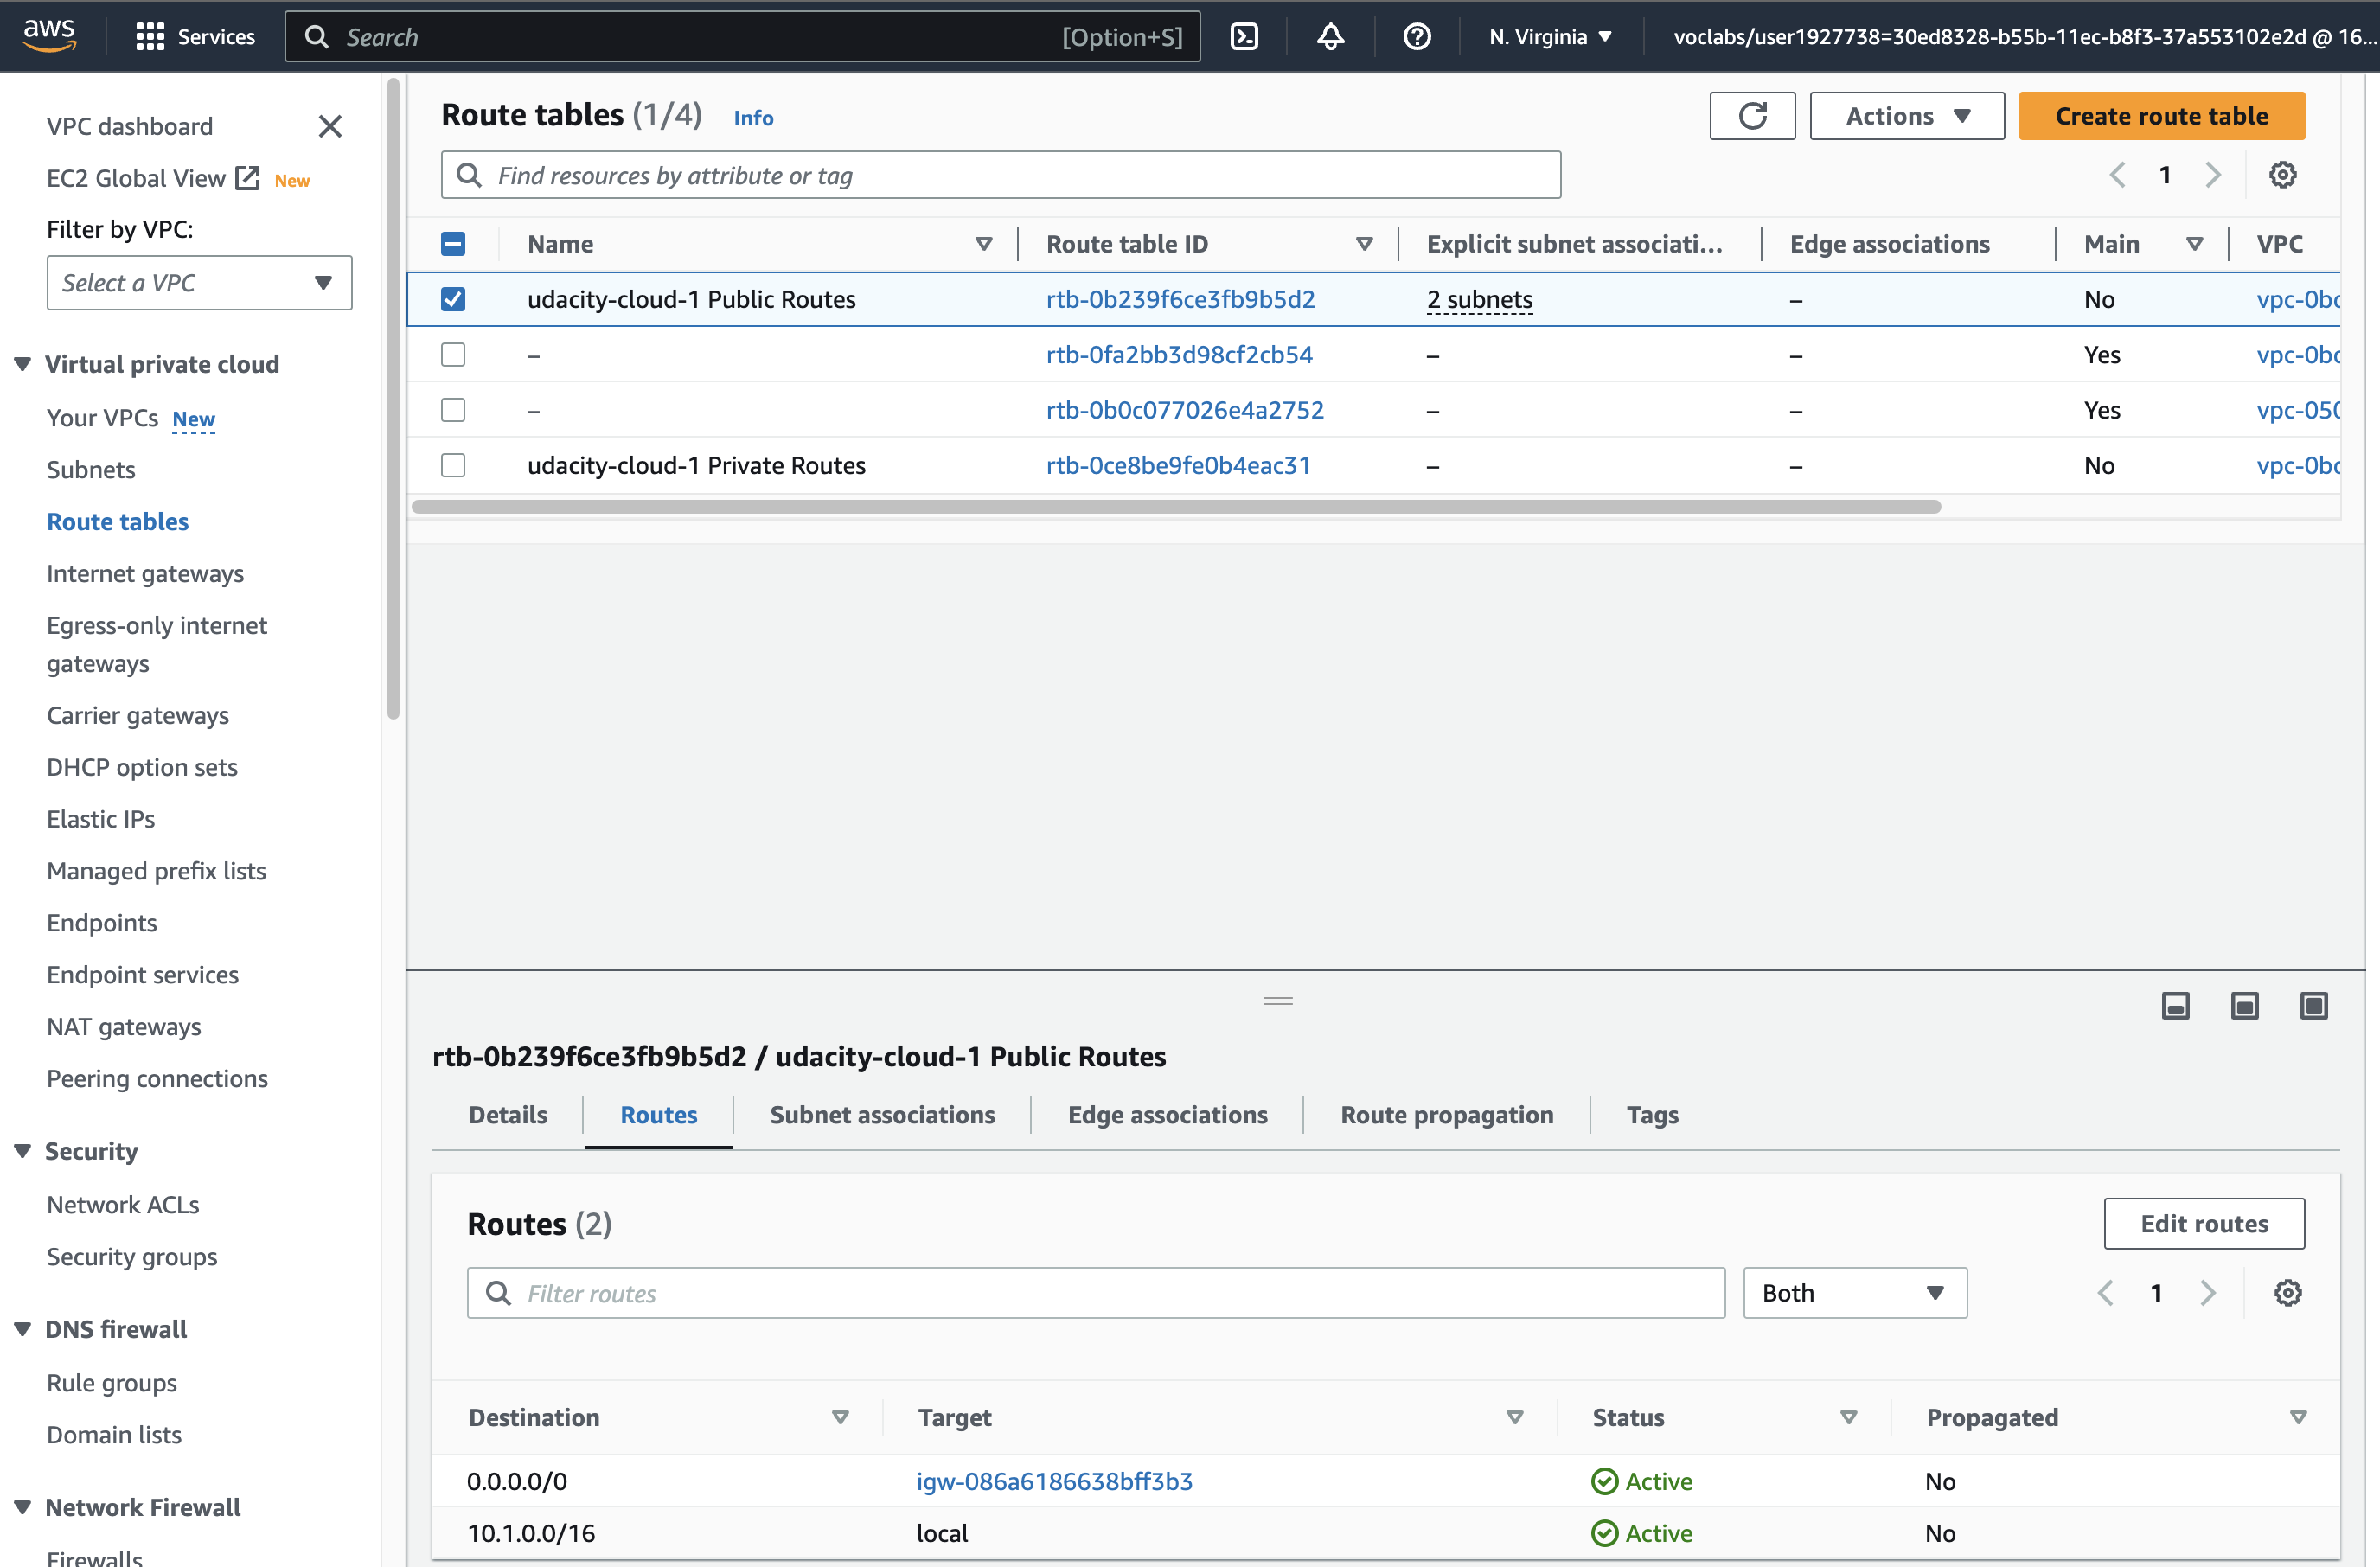 aws
Services
Search
[Option+S]
N. Virginia
voclabs/user1927738=30ed8328-b55b-11ec-b8f3-37a553102e2d @ 16...
VPC dashboard
EC2 Global View New
Filter by VPC:
Select a VPC
Virtual private cloud
Your VPCs New
Subnets
Route tables
Internet gateways
Egress-only internet
gateways
Carrier gateways
DHCP option sets
Elastic IPs
Managed prefix lists
Endpoints
Endpoint services
NAT gateways
Peering connections
Security
Network ACLs
Security groups
DNS firewall
Rule groups
Domain lists
Network Firewall
Firewalls
Route tables (1/4) Info
Actions
Create route table
Find resources by attribute or tag
1
Name Route table ID Explicit subnet associati... Edge associations Main VPC
udacity-cloud-1 Public Routes rtb-0b239f6ce3fb9b5d2 2 subnets – No vpc-0bc
– rtb-0fa2bb3d98cf2cb54 – – Yes vpc-0bc
– rtb-0b0c077026e4a2752 – – Yes vpc-050
udacity-cloud-1 Private Routes rtb-0ce8be9fe0b4eac31 – – No vpc-0bc
rtb-0b239f6ce3fb9b5d2 / udacity-cloud-1 Public Routes
Details Routes Subnet associations Edge associations Route propagation Tags
Routes (2)
Edit routes
Filter routes
Both
1
Destination Target Status Propagated
0.0.0.0/0 igw-086a6186638bff3b3 Active No
10.1.0.0/16 local Active No